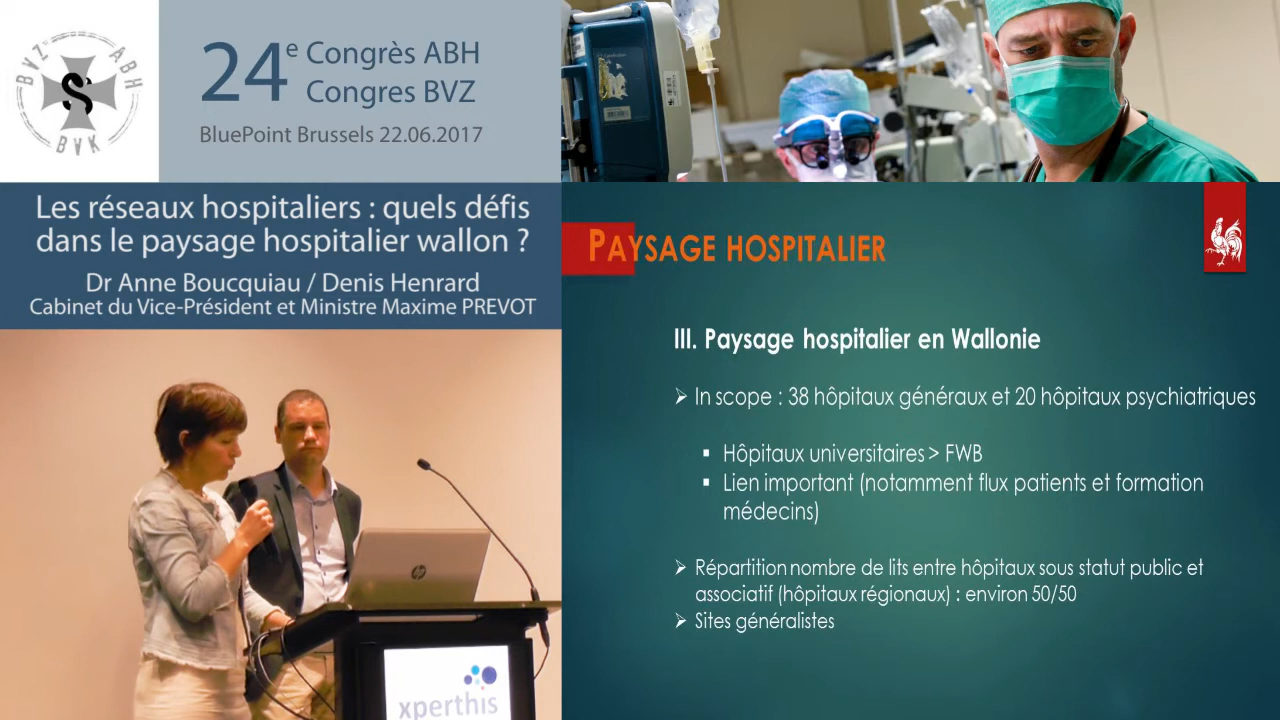 BVZ ABH BVK
24e Congrès ABH
Congres BVZ
BluePoint Brussels 22.06.2017
Les réseaux hospitaliers : quels défis
dans le paysage hospitalier wallon ?
Dr Anne Boucquiau / Denis Henrard
Cabinet du Vice-Président et Ministre Maxime PREVOT
PAYSAGE HOSPITALIER
III. Paysage hospitalier en Wallonie
➢ In scope : 38 hôpitaux généraux et 20 hôpitaux psychiatriques
▪ Hôpitaux universitaires > FWB
▪ Lien important (notamment flux patients et formation
médecins)
➢ Répartition nombre de lits entre hôpitaux sous statut public et
associatif (hôpitaux régionaux) : environ 50/50
➢ Sites généralistes
hp
xperthis